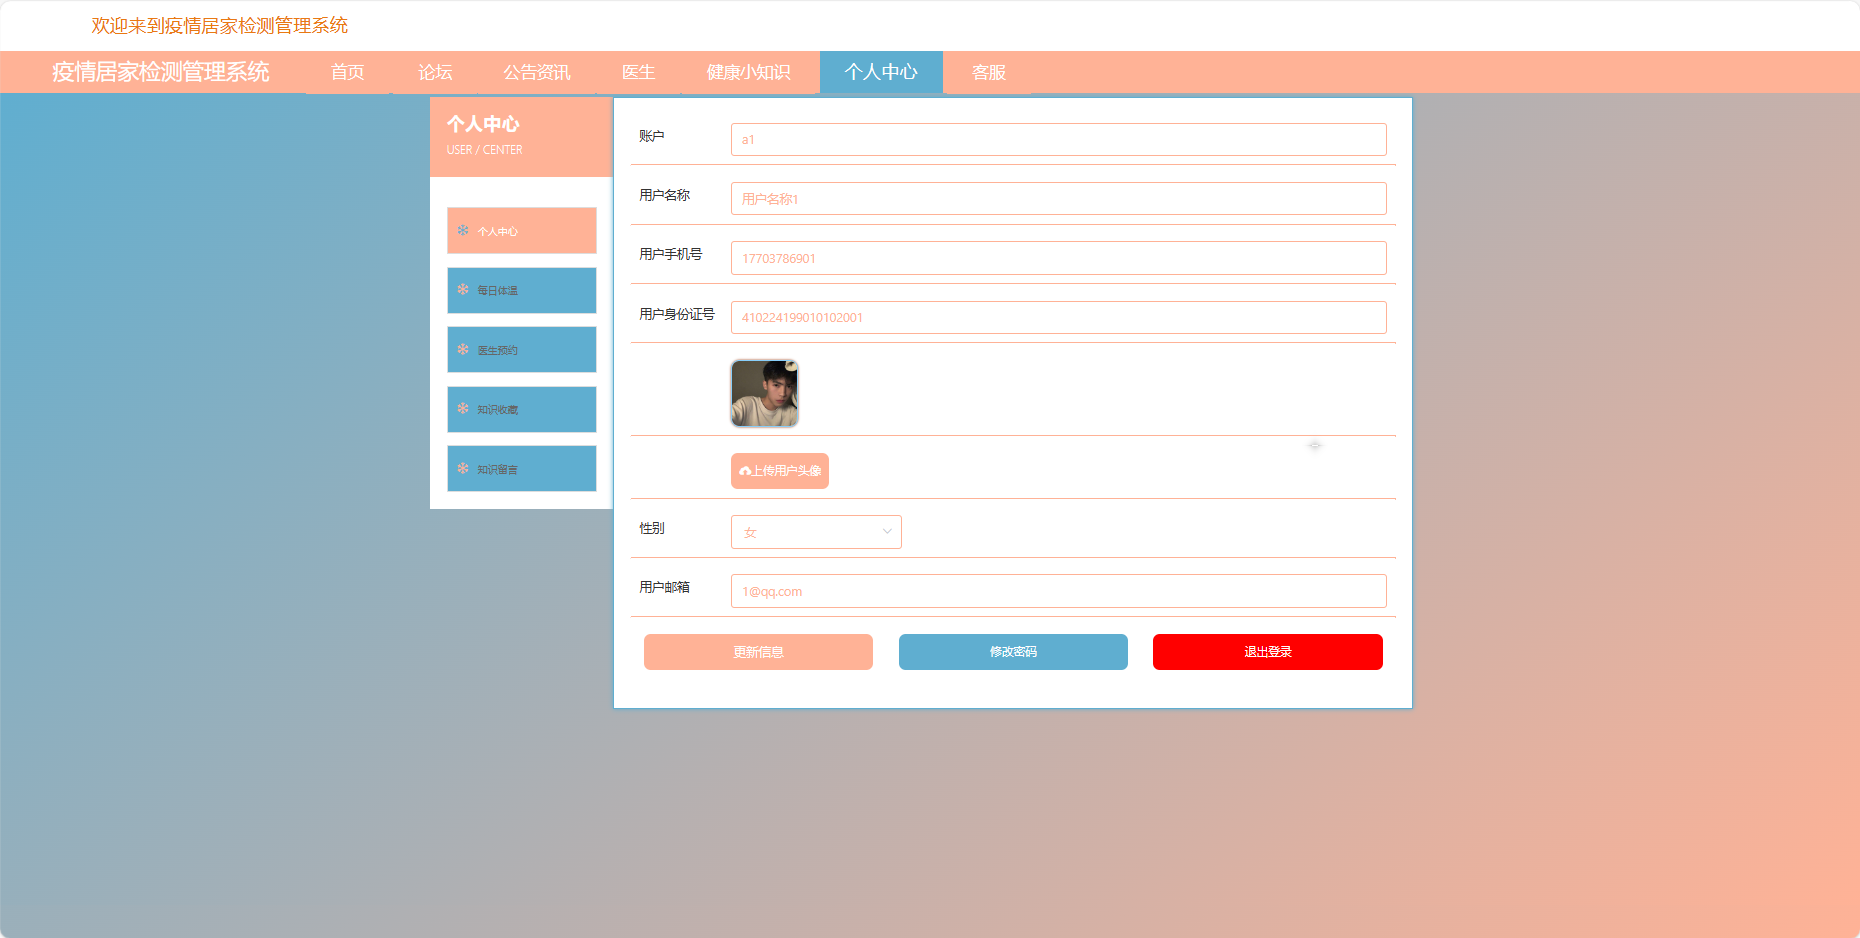 欢迎来到疫情居家检测管理系统
疫情居家检测管理系统 首页 论坛 公告资讯 医生 健康小知识 个人中心 客服
个人中心
USER / CENTER
个人中心
每日体温
医生预约
知识收藏
知识留言
账户 a1
用户名称 用户名称1
用户手机号 17703786901
用户身份证号 410224199010102001
上传用户头像
性别 女
用户邮箱 1@qq.com
更新信息 修改密码 退出登录